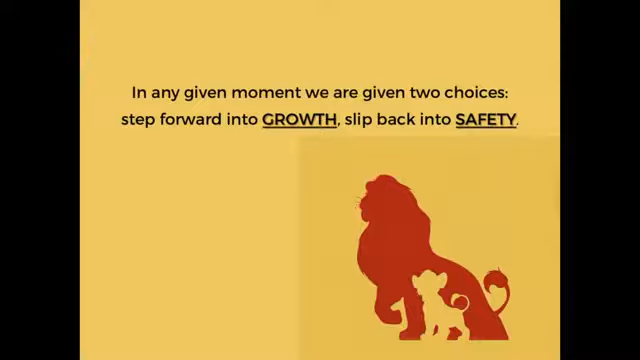 In any given moment we are given two choices:
step forward into GROWTH, slip back into SAFETY.